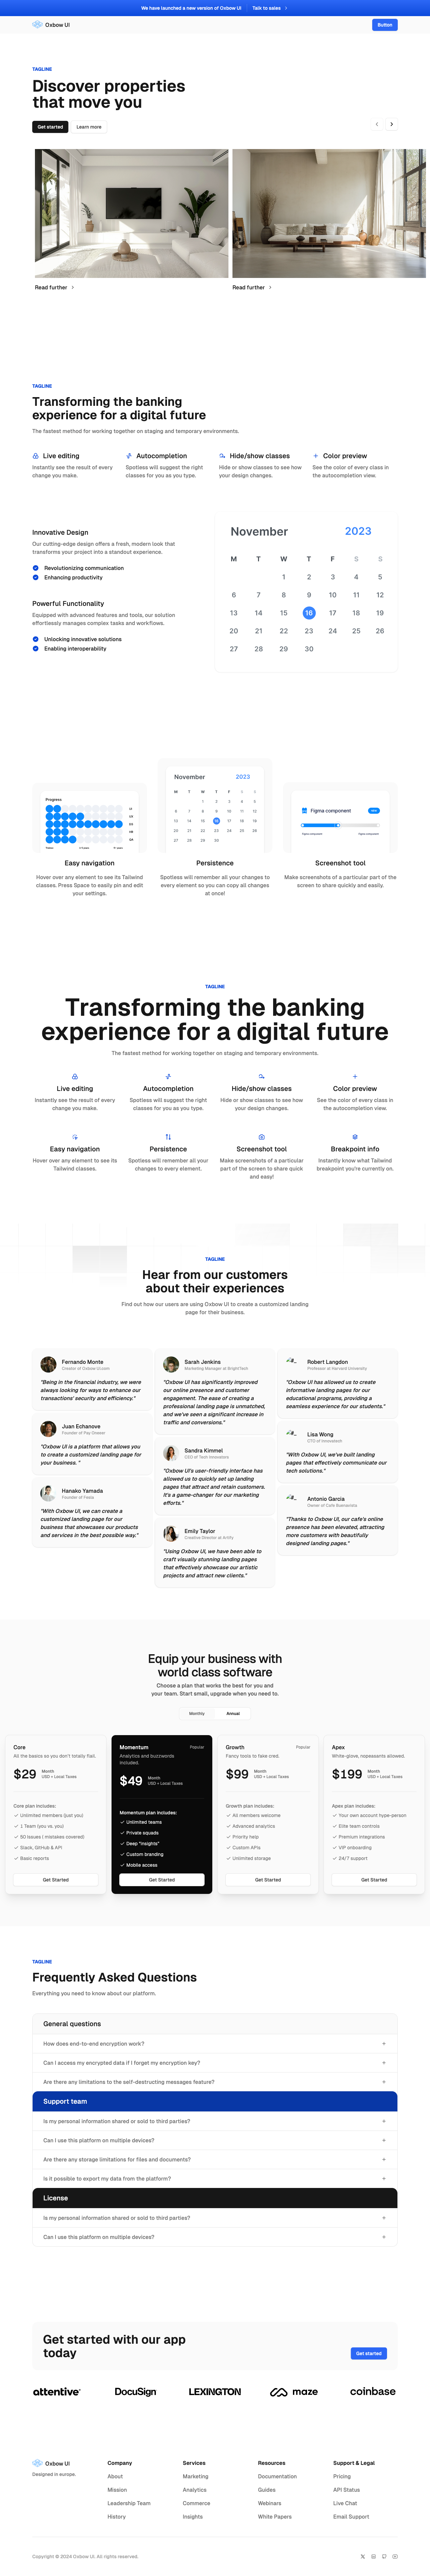 We have launched a new version of Oxbow UI
Talk to sales
Oxbow UI
Button
TAGLINE
Discover properties
that move you
Get started
Learn more
Read further
Read further
TAGLINE
Transforming the banking
experience for a digital future
The fastest method for working together on staging and temporary environments.
Live editing
Instantly see the result of every
change you make.
Autocompletion
Spotless will suggest the right
classes for you as you type.
Hide/show classes
Hide or show classes to see how
your design changes.
Color preview
See the color of every class in
the autocompletion view.
Innovative Design
Our cutting-edge design offers a fresh, modern look that
transforms your project into a standout experience.
Revolutionizing communication
Enhancing productivity
Powerful Functionality
Equipped with advanced features and tools, our solution
effortlessly manages complex tasks and workflows.
Unlocking innovative solutions
Enabling interoperability
November 2023
M T W T F S S
1 2 3 4 5
6 7 8 9 10 11 12
13 14 15 16 17 18 19
20 21 22 23 24 25 26
27 28 29 30
Progress
Easy navigation
Hover over any element to see its Tailwind
classes. Press Space to easily pin and edit
your settings.
November 2023
M T W T F S S
1 2 3 4 5
6 7 8 9 10 11 12
13 14 15 16 17 18 19
20 21 22 23 24 25 26
27 28 29 30
Persistence
Spotless will remember all your changes to
every element so you can copy all changes
at once!
Figma component
Figma component
Figma component
Screenshot tool
Make screenshots of a particular part of the
screen to share quickly and easily.
TAGLINE
Transforming the banking
experience for a digital future
The fastest method for working together on staging and temporary environments.
Live editing
Instantly see the result of every
change you make.
Autocompletion
Spotless will suggest the right
classes for you as you type.
Hide/show classes
Hide or show classes to see how
your design changes.
Color preview
See the color of every class in
the autocompletion view.
Easy navigation
Hover over any element to see its
Tailwind classes.
Persistence
Spotless will remember all your
changes to every element.
Screenshot tool
Make screenshots of a particular
part of the screen to share quick
and easy!
Breakpoint info
Instantly know what Tailwind
breakpoint you're currently on.
TAGLINE
Hear from our customers
about their experiences
Find out how our users are using Oxbow UI to create a customized landing
page for their business.
Fernando Monte
Director of Oxbow UI.com
"Being in the financial industry, we were
always looking for ways to enhance our
transactions' security and efficiency."
Juan Echanove
Founder of Pay Onever
"Oxbow UI is a platform that allows you
to create a customized landing page for
your business. "
Hanako Yamada
Founder of Fasia
"With Oxbow UI, we can create a
customized landing page for our
business that showcases our products
and services in the best possible way."
Sarah Jenkins
Marketing Manager at BrightTech
"Oxbow UI has significantly improved
our online presence and customer
engagement. The ease of creating a
professional landing page is unmatched,
and we've seen a significant increase in
traffic and conversions."
Sandra Kimmel
CEO of Tech Innovators
"Oxbow UI's user-friendly interface has
allowed us to quickly set up landing
pages that attract and retain customers.
It's a game-changer for our marketing
efforts."
Emily Taylor
Creative Director at Artify
"Using Oxbow UI, we have been able to
craft visually stunning landing pages
that effectively showcase our artistic
projects and attract new clients."
Robert Langdon
Professor at Harvard University
"Oxbow UI has allowed us to create
informative landing pages for our
educational programs, providing a
seamless experience for our students."
Lisa Wong
"With Oxbow UI, we've built landing
pages that effectively communicate our
tech solutions."
Antonio Garcia
Owner of Cafe Buenavista
"Thanks to Oxbow UI, our cafe's online
presence has been elevated, attracting
more customers with beautifully
designed landing pages."
Equip your business with
world class software
Choose a plan that works the best for you and
your team. Start small, upgrade when you need to.
Monthly
Annual
Core
All the basics so you don't totally flail.
$29
Month
USD + Local Taxes
Core plan includes:
Unlimited members (just you)
1 Team (you vs. you)
50 Issues ( mistakes covered)
Slack, GitHub & API
Basic reports
Get Started
Momentum
Popular
Analytics and buzzwords
included.
$49
Month
USD + Local Taxes
Momentum plan includes:
Unlimited teams
Private squads
Deep "insights"
Custom branding
Mobile access
Get Started
Growth
Popular
Fancy tools to fake cred.
$99
Month
USD + Local Taxes
Growth plan includes:
All members welcome
Advanced analytics
Priority help
Custom APIs
Unlimited storage
Get Started
Apex
White-glove, nopeasants allowed.
$199
Month
USD + Local Taxes
Apex plan includes:
Your own account hype-person
Elite team controls
Premium integrations
VIP onboarding
24/7 support
Get Started
TAGLINE
Frequently Asked Questions
Everything you need to know about our platform.
General questions
How does end-to-end encryption work?
Can I access my encrypted data if I forget my encryption key?
Are there any limitations to the self-destructing messages feature?
Support team
Is my personal information shared or sold to third parties?
Can I use this platform on multiple devices?
Are there any storage limitations for files and documents?
Is it possible to export my data from the platform?
License
Is my personal information shared or sold to third parties?
Can I use this platform on multiple devices?
Get started with our app
today
Get started
attentive
DocuSign
LEXINGTON
maze
coinbase
Oxbow UI
Designed in europe.
Company
About
Mission
Leadership Team
History
Services
Marketing
Analytics
Commerce
Insights
Resources
Documentation
Guides
Webinars
White Papers
Support & Legal
Pricing
API Status
Live Chat
Email Support
Copyright © 2024 Oxbow UI. All rights reserved.